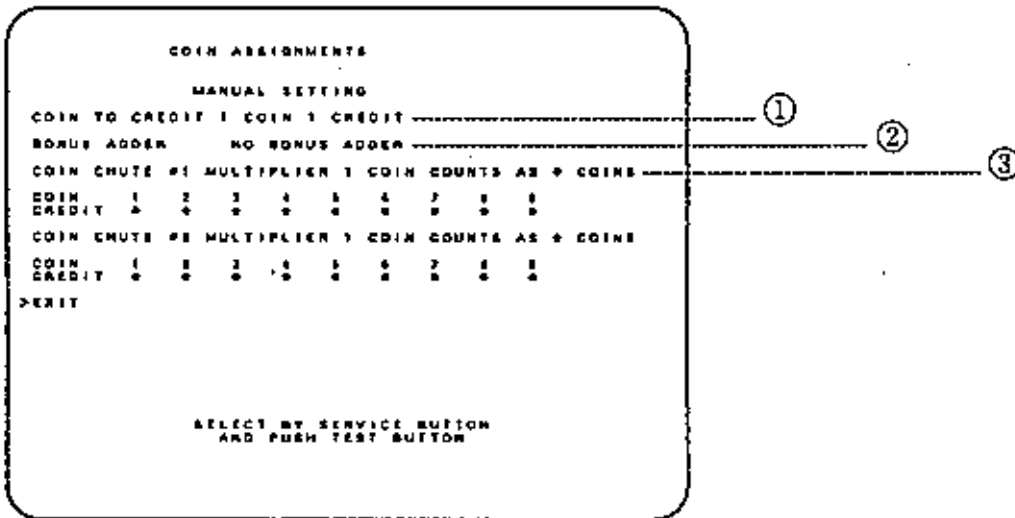 COIN ASSIGNMENTS
MANUAL SETTING
COIN TO CREDIT 1 COIN 1 CREDIT ①
BONUS ADDER NO BONUS ADDER ②
COIN CHUTE #1 MULTIPLIER 1 COIN COUNTS AS COINS ③
COIN 1 2 3 4 5 6 7 8 9
CREDIT
COIN CHUTE #2 MULTIPLIER 1 COIN COUNTS AS COINS
COIN 1 2 3 4 5 6 7 8 9
CREDIT
>EXIT
SELECT BY SERVICE BUTTON
AND PUSH TEST BUTTON